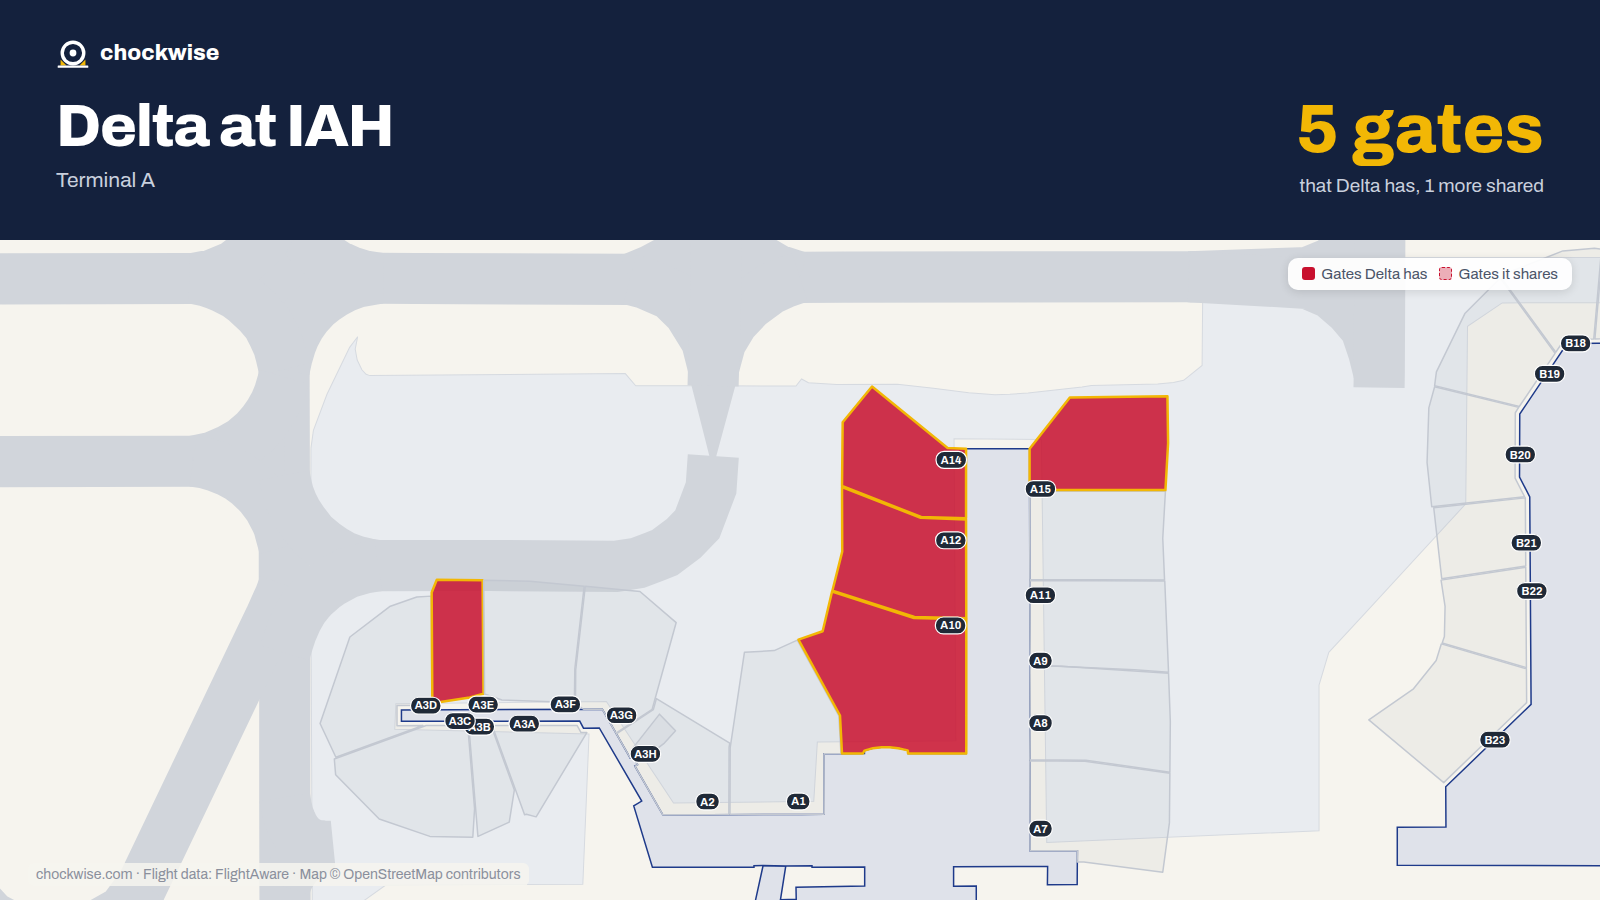 chockwise
Delta at IAH
Terminal A
5 gates
that Delta has, 1 more shared
Gates Delta has
Gates it shares
B18
B19
A14
B20
A15
A12
B21
B22
A11
A10
A9
A3D
A3E
A3F
A3G
A3C
A3B
A3A
A8
B23
A3H
A2
A1
A7
chockwise.com · Flight data: FlightAware · Map © OpenStreetMap contributors